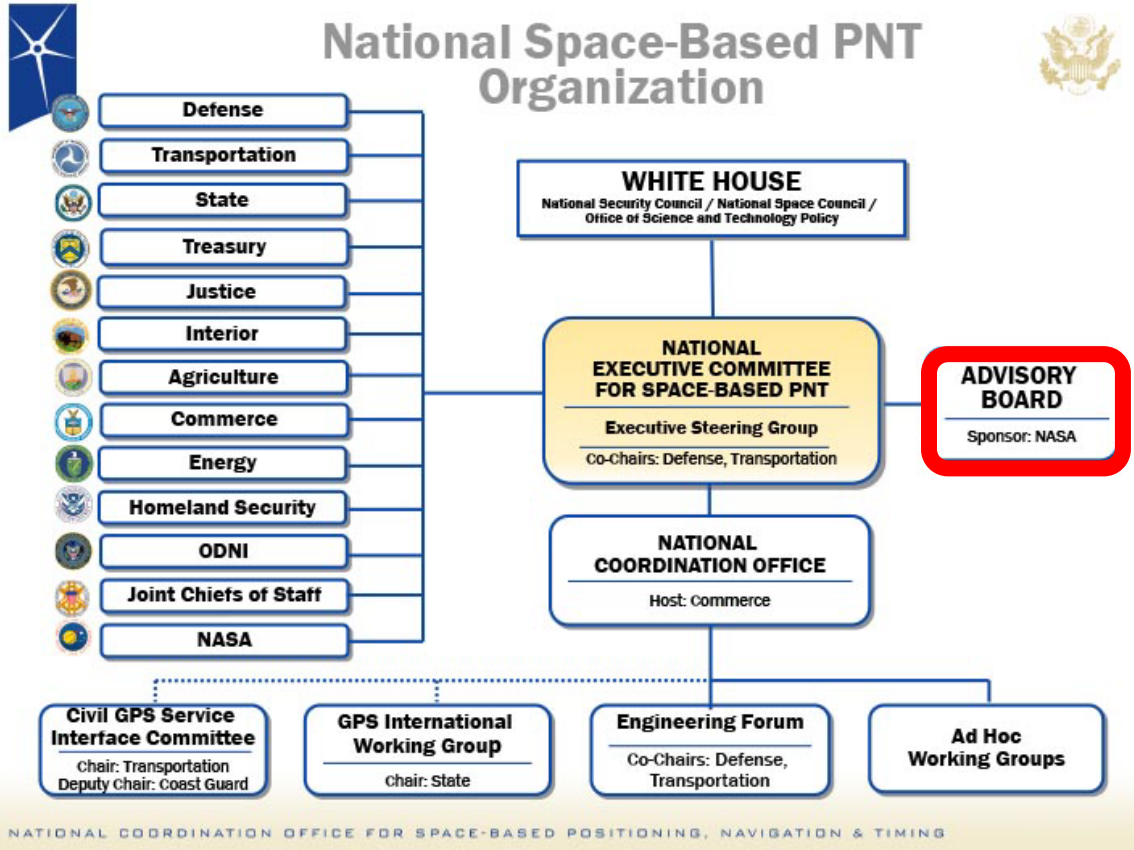 National Space-Based PNT
Organization
Defense
Transportation
State
Treasury
Justice
Interior
Agriculture
Commerce
Energy
Homeland Security
ODNI
Joint Chiefs of Staff
NASA
WHITE HOUSE
National Security Council / National Space Council /
Office of Science and Technology Policy
NATIONAL
EXECUTIVE COMMITTEE
FOR SPACE-BASED PNT
Executive Steering Group
Co-Chairs: Defense, Transportation
ADVISORY
BOARD
Sponsor: NASA
NATIONAL
COORDINATION OFFICE
Host: Commerce
Civil GPS Service
Interface Committee
Chair: Transportation
Deputy Chair: Coast Guard
GPS International
Working Group
Chair: State
Engineering Forum
Co-Chairs: Defense,
Transportation
Ad Hoc
Working Groups
NATIONAL COORDINATION OFFICE FOR SPACE-BASED POSITIONING, NAVIGATION & TIMING